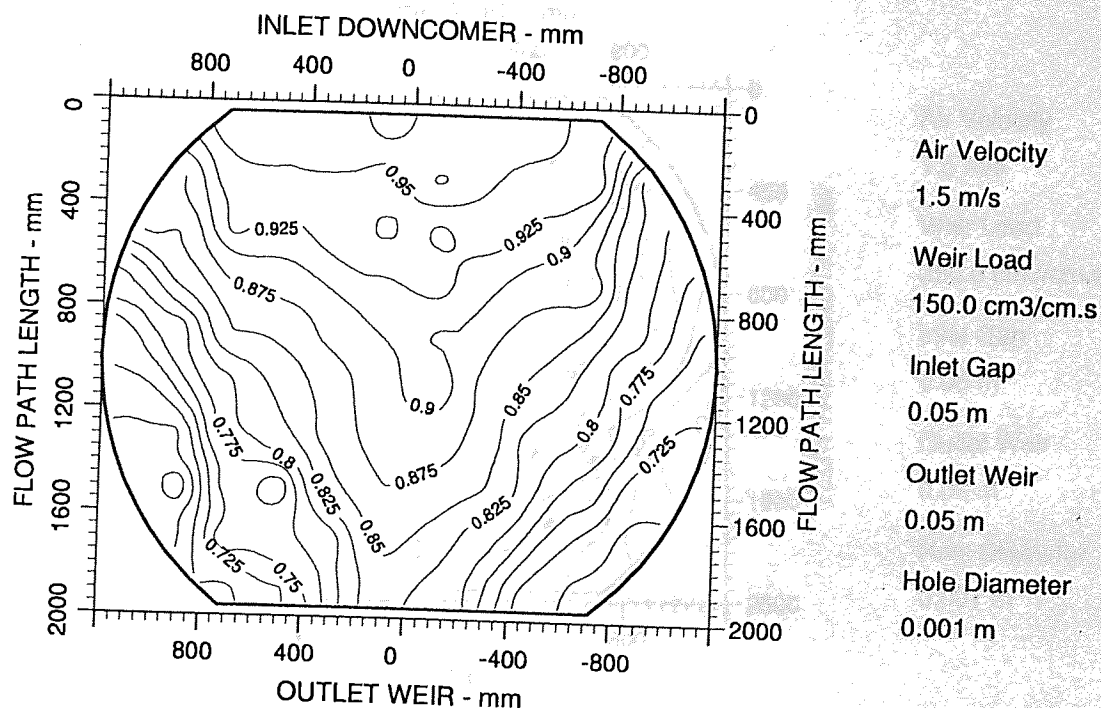 INLET DOWNCOMER - mm
800 400 0 -400 -800
0
400
800
1200
1600
2000
FLOW PATH LENGTH - mm
0
400
800
1200
1600
2000
FLOW PATH LENGTH - mm
0.95
0.925
0.925
0.9
0.875
0.9
0.85
0.775
0.875
0.775
0.8
0.8
0.725
0.825
0.825
0.85
0.725
0.75
800 400 0 -400 -800
OUTLET WEIR - mm
Air Velocity
1.5 m/s
Weir Load
150.0 cm3/cm.s
Inlet Gap
0.05 m
Outlet Weir
0.05 m
Hole Diameter
0.001 m